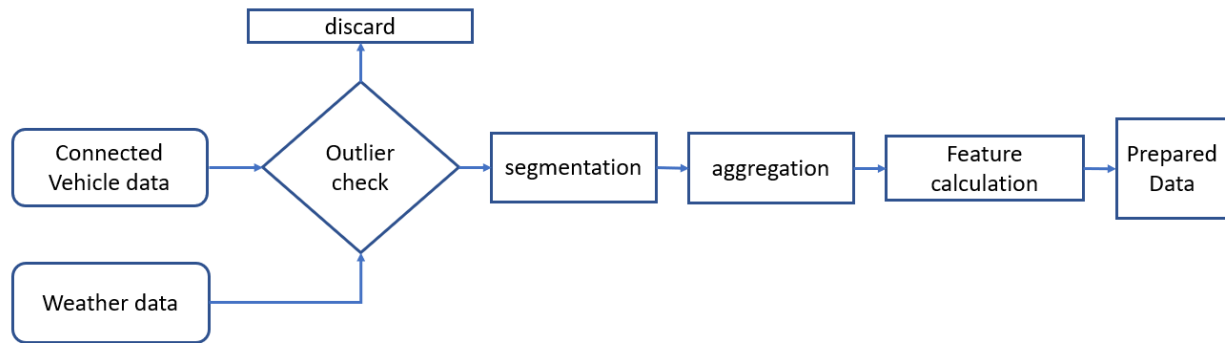 discard
Connected
Vehicle data
Outlier
check
segmentation
aggregation
Feature
calculation
Prepared
Data
Weather data